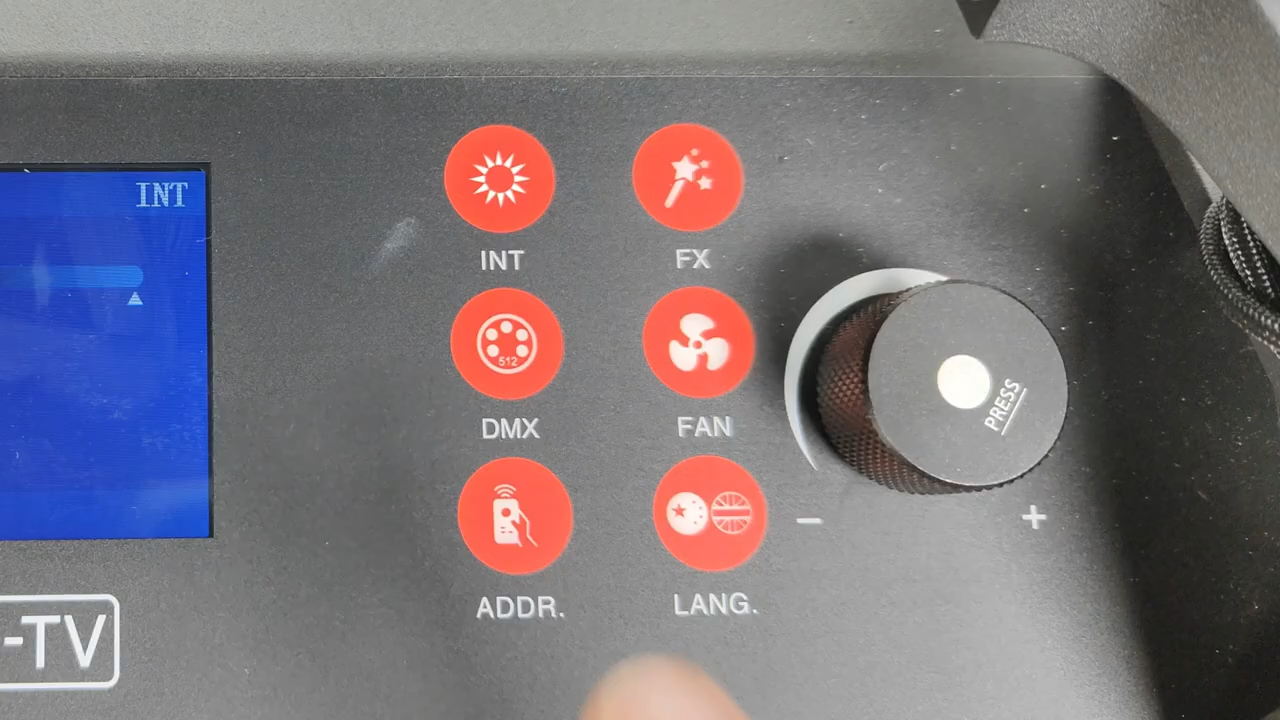 INT
INT
FX
512
DMX
FAN
PRESS
- +
ADDR.
LANG.
-TV